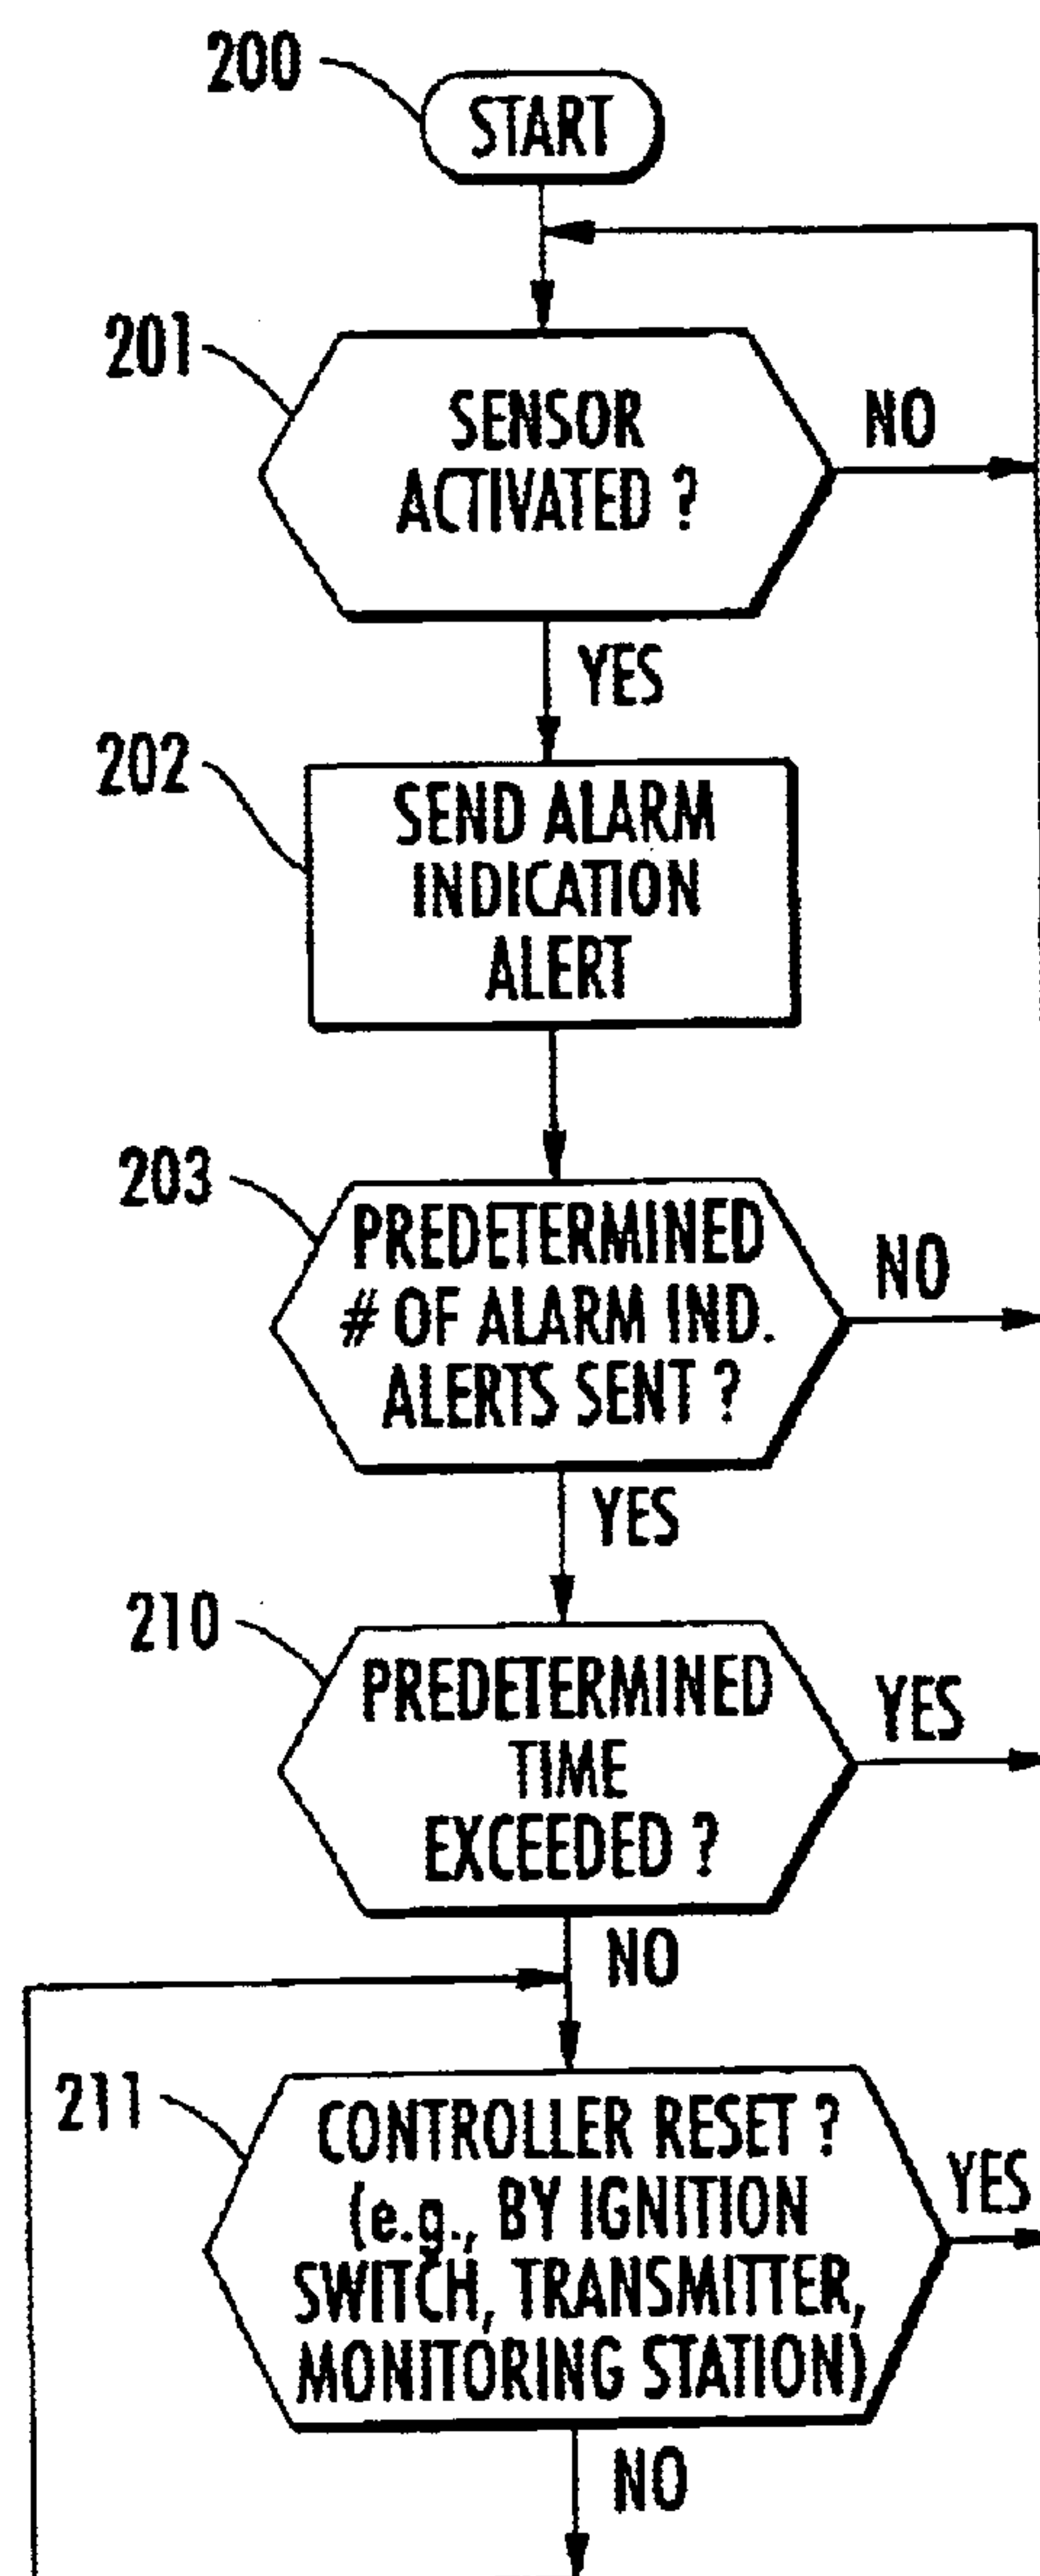 200
START
201
SENSOR
ACTIVATED ?
NO
YES
202
SEND ALARM
INDICATION
ALERT
203
PREDETERMINED
# OF ALARM IND.
ALERTS SENT ?
NO
YES
210
PREDETERMINED
TIME
EXCEEDED ?
YES
NO
211
CONTROLLER RESET ?
(e.g., BY IGNITION
SWITCH, TRANSMITTER,
MONITORING STATION)
YES
NO